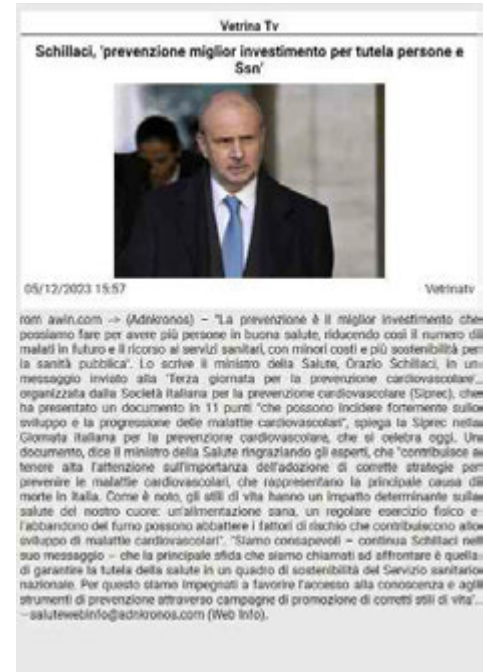 Vetrina Tv
Schillaci, 'prevenzione miglior investimento per tutela persone e
Ssn'
05/12/2023 15:57 Vetrinatv
rom awin.com -> (Adnkronos) – "La prevenzione è il miglior investimento che
possiamo fare per avere più persone in buona salute, riducendo così il numero di
malati in futuro e il ricorso ai servizi sanitari, con minori costi e più sostenibilità per
la sanità pubblica". Lo scrive il ministro della Salute, Orazio Schillaci, in un
messaggio inviato alla 'Terza giornata per la prevenzione cardiovascolare',
organizzata dalla Società italiana per la prevenzione cardiovascolare (Siprec), che
ha presentato un documento in 11 punti "che possono incidere fortemente sullo
sviluppo e la progressione delle malattie cardiovascolari", spiega la Siprec nella
Giornata italiana per la prevenzione cardiovascolare, che si celebra oggi. Un
documento, dice il ministro della Salute ringraziando gli esperti, che "contribuisce a
tenere alta l'attenzione sull'importanza dell'adozione di corrette strategie per
prevenire le malattie cardiovascolari, che rappresentano la principale causa di
morte in Italia. Come è noto, gli stili di vita hanno un impatto determinante sulla
salute del nostro cuore: un'alimentazione sana, un regolare esercizio fisico e
l'abbandono del fumo possono abbattere i fattori di rischio che contribuiscono allo
sviluppo di malattie cardiovascolari". "Siamo consapevoli – continua Schillaci nel
suo messaggio – che la principale sfida che siamo chiamati ad affrontare è quella
di garantire la tutela della salute in un quadro di sostenibilità del Servizio sanitario
nazionale. Per questo siamo impegnati a favorire l'accesso alla conoscenza e agli
strumenti di prevenzione attraverso campagne di promozione di corretti stili di vita".
—salutewebinfo@adnkronos.com (Web Info).